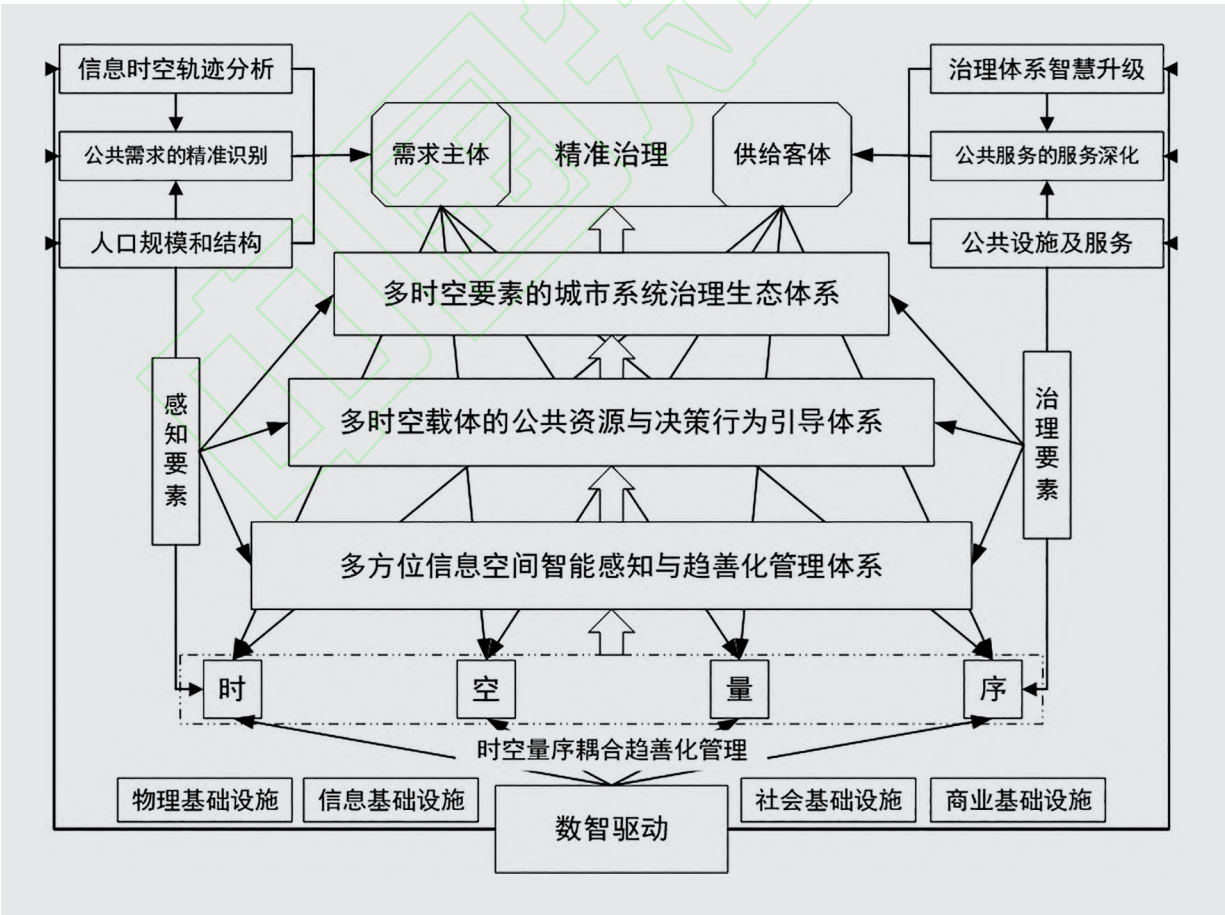 信息时空轨迹分析
治理体系智慧升级
公共需求的精准识别
需求主体
精准治理
供给客体
公共服务的服务深化
人口规模和结构
公共设施及服务
多时空要素的城市系统治理生态体系
感知要素
治理要素
多时空载体的公共资源与决策行为引导体系
多方位信息空间智能感知与趋善化管理体系
时
空
量
序
时空量序耦合趋善化管理
物理基础设施
信息基础设施
数智驱动
社会基础设施
商业基础设施